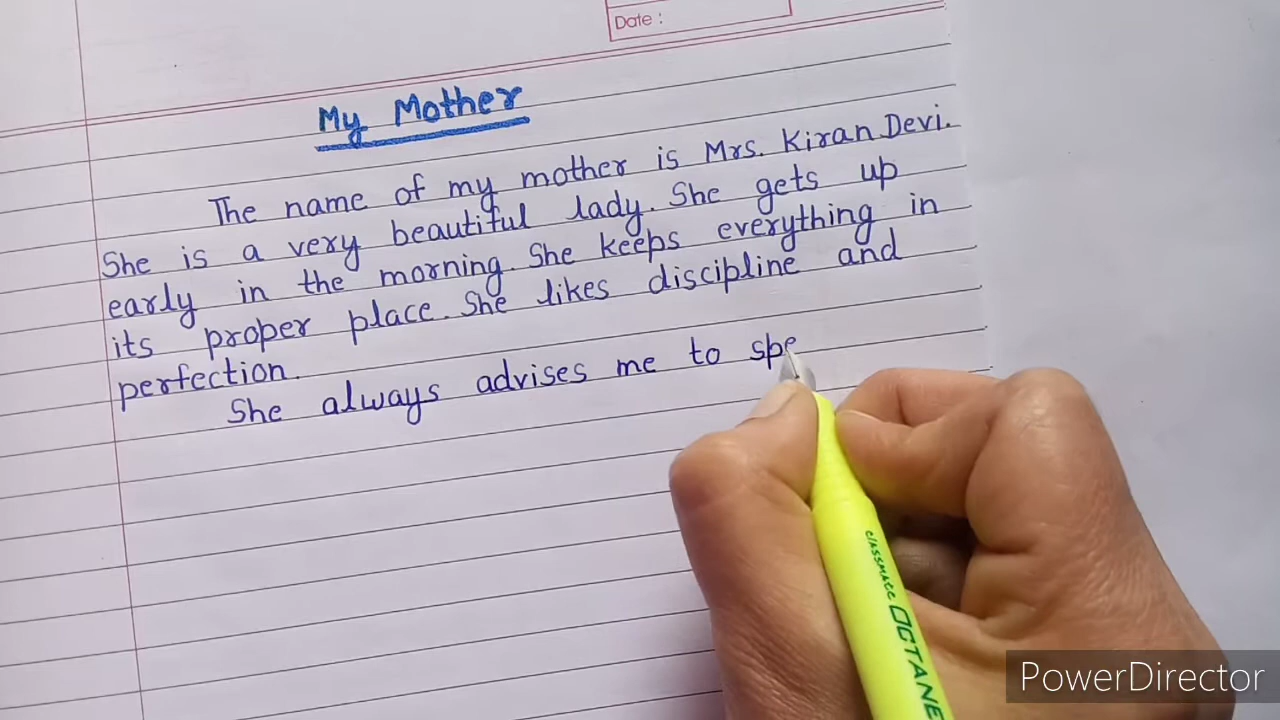 Date :
My Mother
The name of my mother is Mrs. Kiran Devi.
She is a very beautiful lady. She gets up
early in the morning. She keeps everything in
its proper place. She likes discipline and
perfection.
She always advises me to spe
classmate OCTANE
PowerDirector